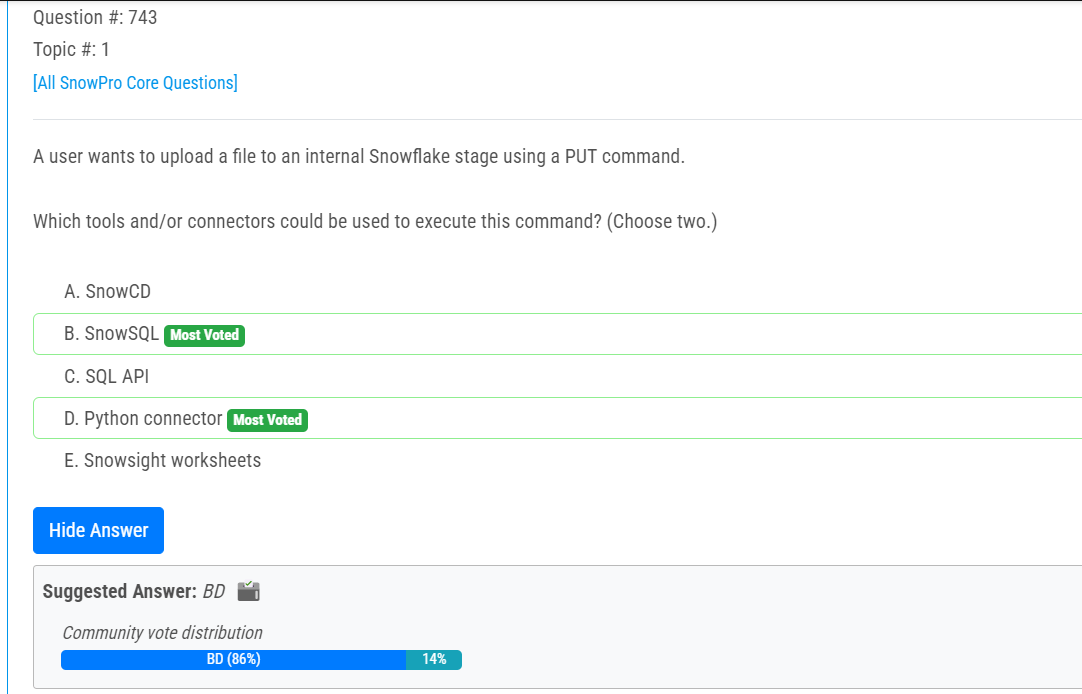 Question #: 743
Topic #: 1
[All SnowPro Core Questions]
A user wants to upload a file to an internal Snowflake stage using a PUT command.
Which tools and/or connectors could be used to execute this command? (Choose two.)
A. SnowCD
B. SnowSQL Most Voted
C. SQL API
D. Python connector Most Voted
E. Snowsight worksheets
Hide Answer
Suggested Answer: BD
Community vote distribution
BD (86%) 14%